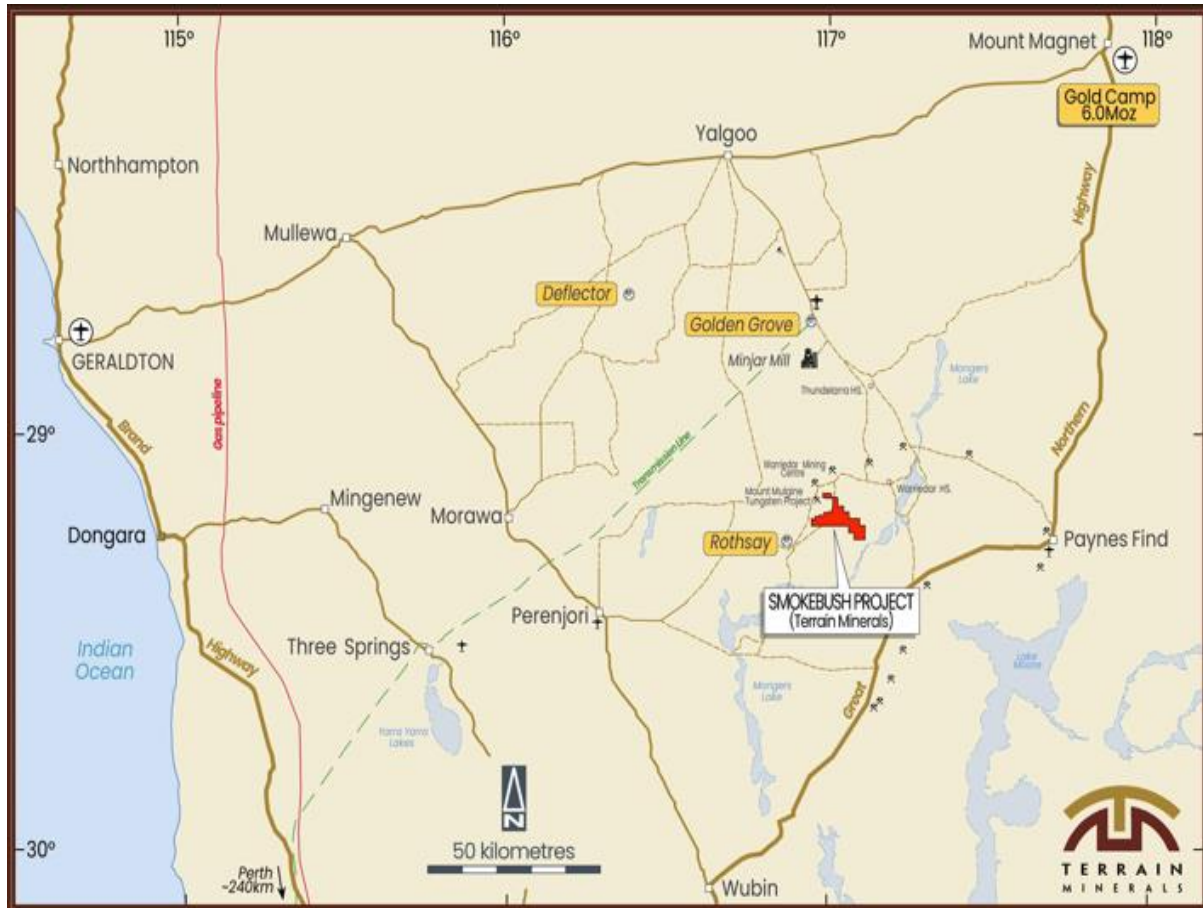 115°
116°
117°
118°
Mount Magnet
Gold Camp
6.0Moz
Northhampton
Yalgoo
Mullewa
Highway
Deflector
Golden Grove
Minjar Mill
GERALDTON
Thundelarra HS.
Mongers
Lake
Gas pipeline
Brand
-29°
Transmission Line
Northern
Warriedar Mining
Centre
Warriedar HS.
Mount Mulgine
Tungsten Project
Mingenew
Morawa
Dongara
Rothsay
Paynes Find
SMOKEBUSH PROJECT
(Terrain Minerals)
Perenjori
Three Springs
Indian
Ocean
Highway
Lake
Moore
Mongers
Lake
Great
Yarra Yarra
Lakes
N
50 kilometres
-30°
Perth
~240km
Wubin
TERRAIN
MINERALS